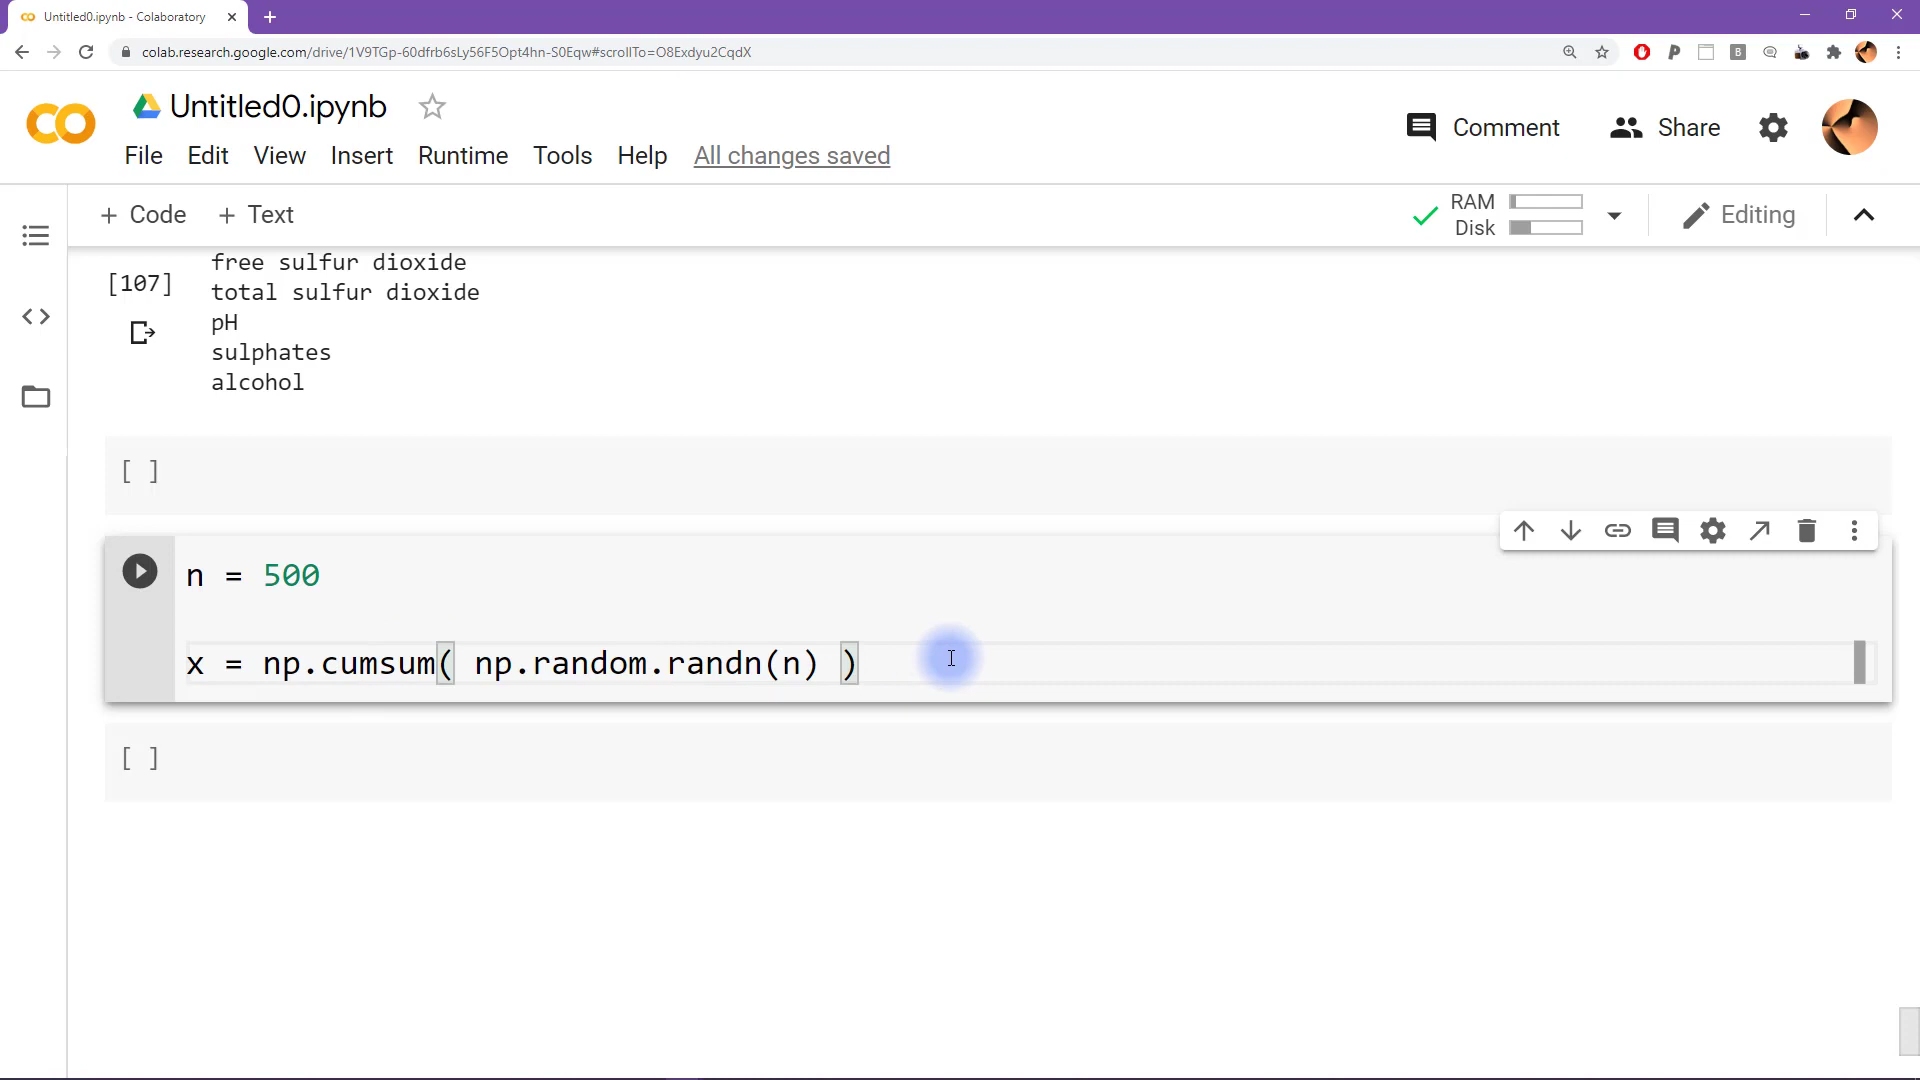 Untitled0.ipynb - Colaboratory
colab.research.google.com/drive/1V9TGp-60dfrb6sLy56F5Opt4hn-S0Eqw#scrollTo=O8Exdyu2CqdX
Untitled0.ipynb
Comment
Share
File Edit View Insert Runtime Tools Help All changes saved
+ Code + Text
RAM
Disk
Editing
free sulfur dioxide
[107]
total sulfur dioxide
pH
sulphates
alcohol
[ ]
n = 500
x = np.cumsum( np.random.randn(n) )
[ ]